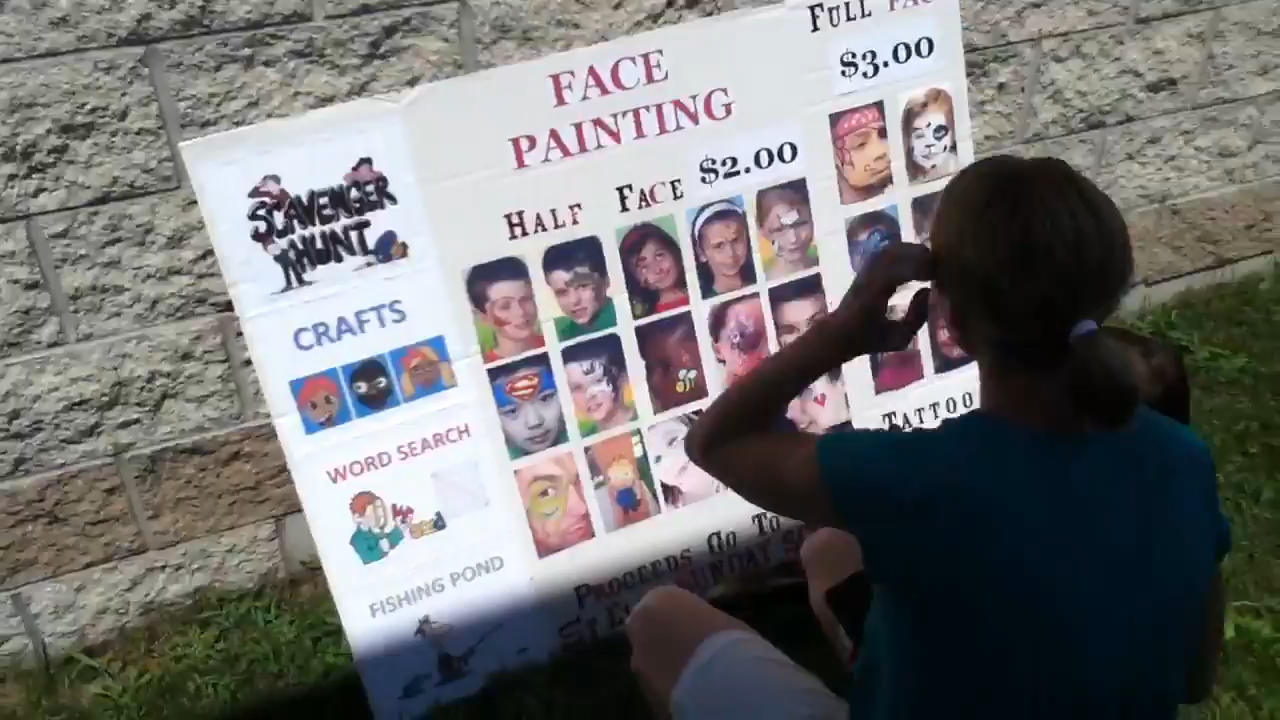 SCAVENGER
HUNT
CRAFTS
WORD SEARCH
FISHING POND
FACE
PAINTING
HALF FACE $2.00
FULL
$3.00
TATTOO
PROCEEDS GO TO